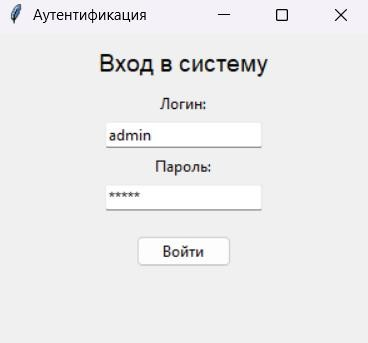 Аутентификация
Вход в систему
Логин:
admin
Пароль:
*****
Войти